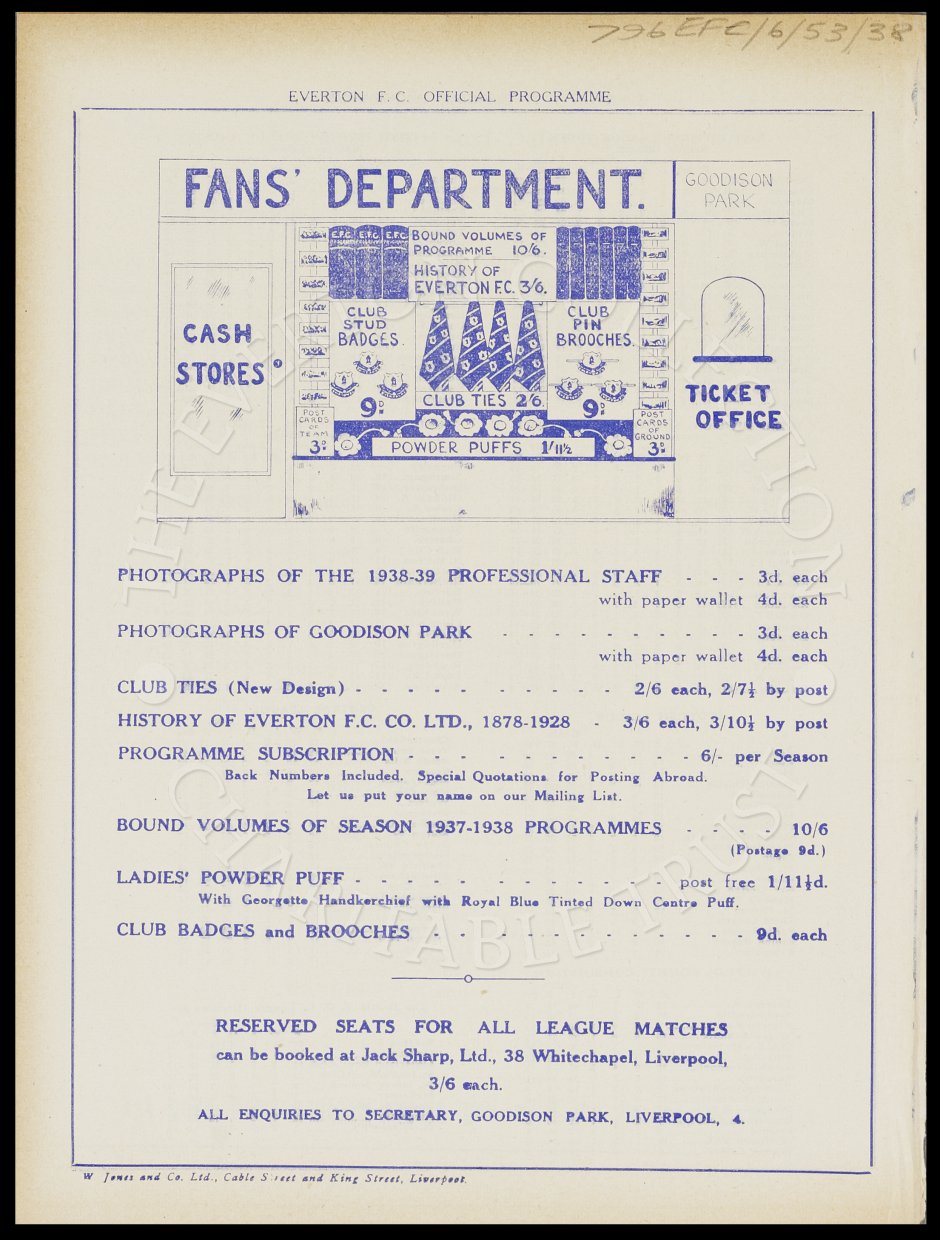 796 EFC/6/53/38
EVERTON F.C. OFFICIAL PROGRAMME
FANS' DEPARTMENT.
GOODISON
PARK
CASH
STORES
E.F.C E.F.C E.F.C
BOUND VOLUMES OF
PROGRAMME 10/6.
HISTORY OF
EVERTON F.C. 3/6.
CLUB
STUD
BADGES.
9D
CLUB TIES 2/6.
CLUB
PIN
BROOCHES.
9D
POST
CARDS
OF
TEAM
3D
POWDER PUFFS 1/11½
POST
CARDS
OF
GROUND
3D
TICKET
OFFICE
PHOTOGRAPHS OF THE 1938-39 PROFESSIONAL STAFF - - - 3d. each
with paper wallet 4d. each
PHOTOGRAPHS OF GOODISON PARK - - - - - - - - - - 3d. each
with paper wallet 4d. each
CLUB TIES (New Design) - - - - - - - - - - 2/6 each, 2/7½ by post
HISTORY OF EVERTON F.C. CO. LTD., 1878-1928 - 3/6 each, 3/10½ by post
PROGRAMME SUBSCRIPTION - - - - - - - - - - - 6/- per Season
Back Numbers Included. Special Quotations for Posting Abroad.
Let us put your name on our Mailing List.
BOUND VOLUMES OF SEASON 1937-1938 PROGRAMMES - - - - 10/6
(Postage 9d.)
LADIES' POWDER PUFF - - - - - - - - - - - post free 1/11½d.
With Georgette Handkerchief with Royal Blue Tinted Down Centre Puff.
CLUB BADGES and BROOCHES - - - - - - - - - - - - 9d. each
RESERVED SEATS FOR ALL LEAGUE MATCHES
can be booked at Jack Sharp, Ltd., 38 Whitechapel, Liverpool,
3/6 each.
ALL ENQUIRIES TO SECRETARY, GOODISON PARK, LIVERPOOL, 4.
W Jones and Co. Ltd., Cable Street and King Street, Liverpool.
THE EVERTON COLLECTION
CHARITABLE TRUST